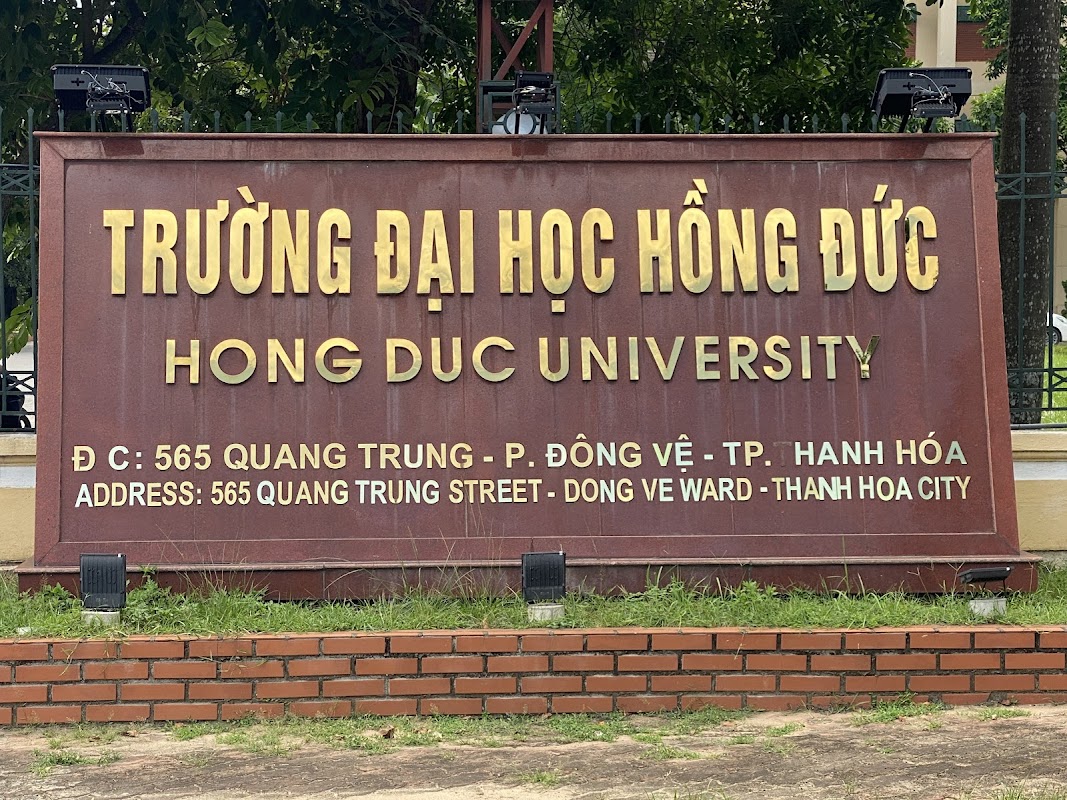 TRƯỜNG ĐẠI HỌC HỒNG ĐỨC
HONG DUC UNIVERSITY
Đ C: 565 QUANG TRUNG - P. ĐÔNG VỆ - TP. THANH HÓA
ADDRESS: 565 QUANG TRUNG STREET - DONG VE WARD - THANH HOA CITY